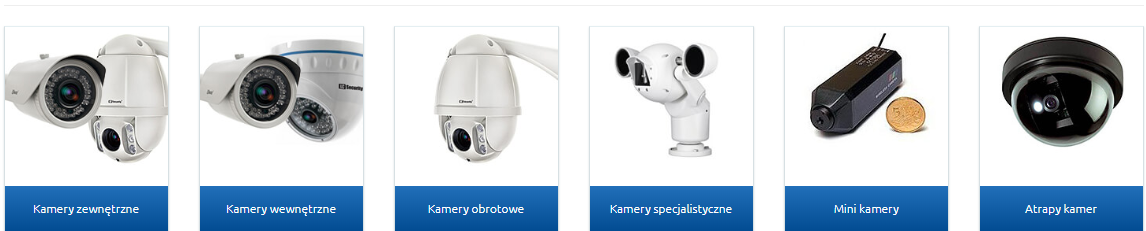 Kamery zewnętrzne
Kamery wewnętrzne
Kamery obrotowe
Kamery specjalistyczne
Mini kamery
Atrapy kamer